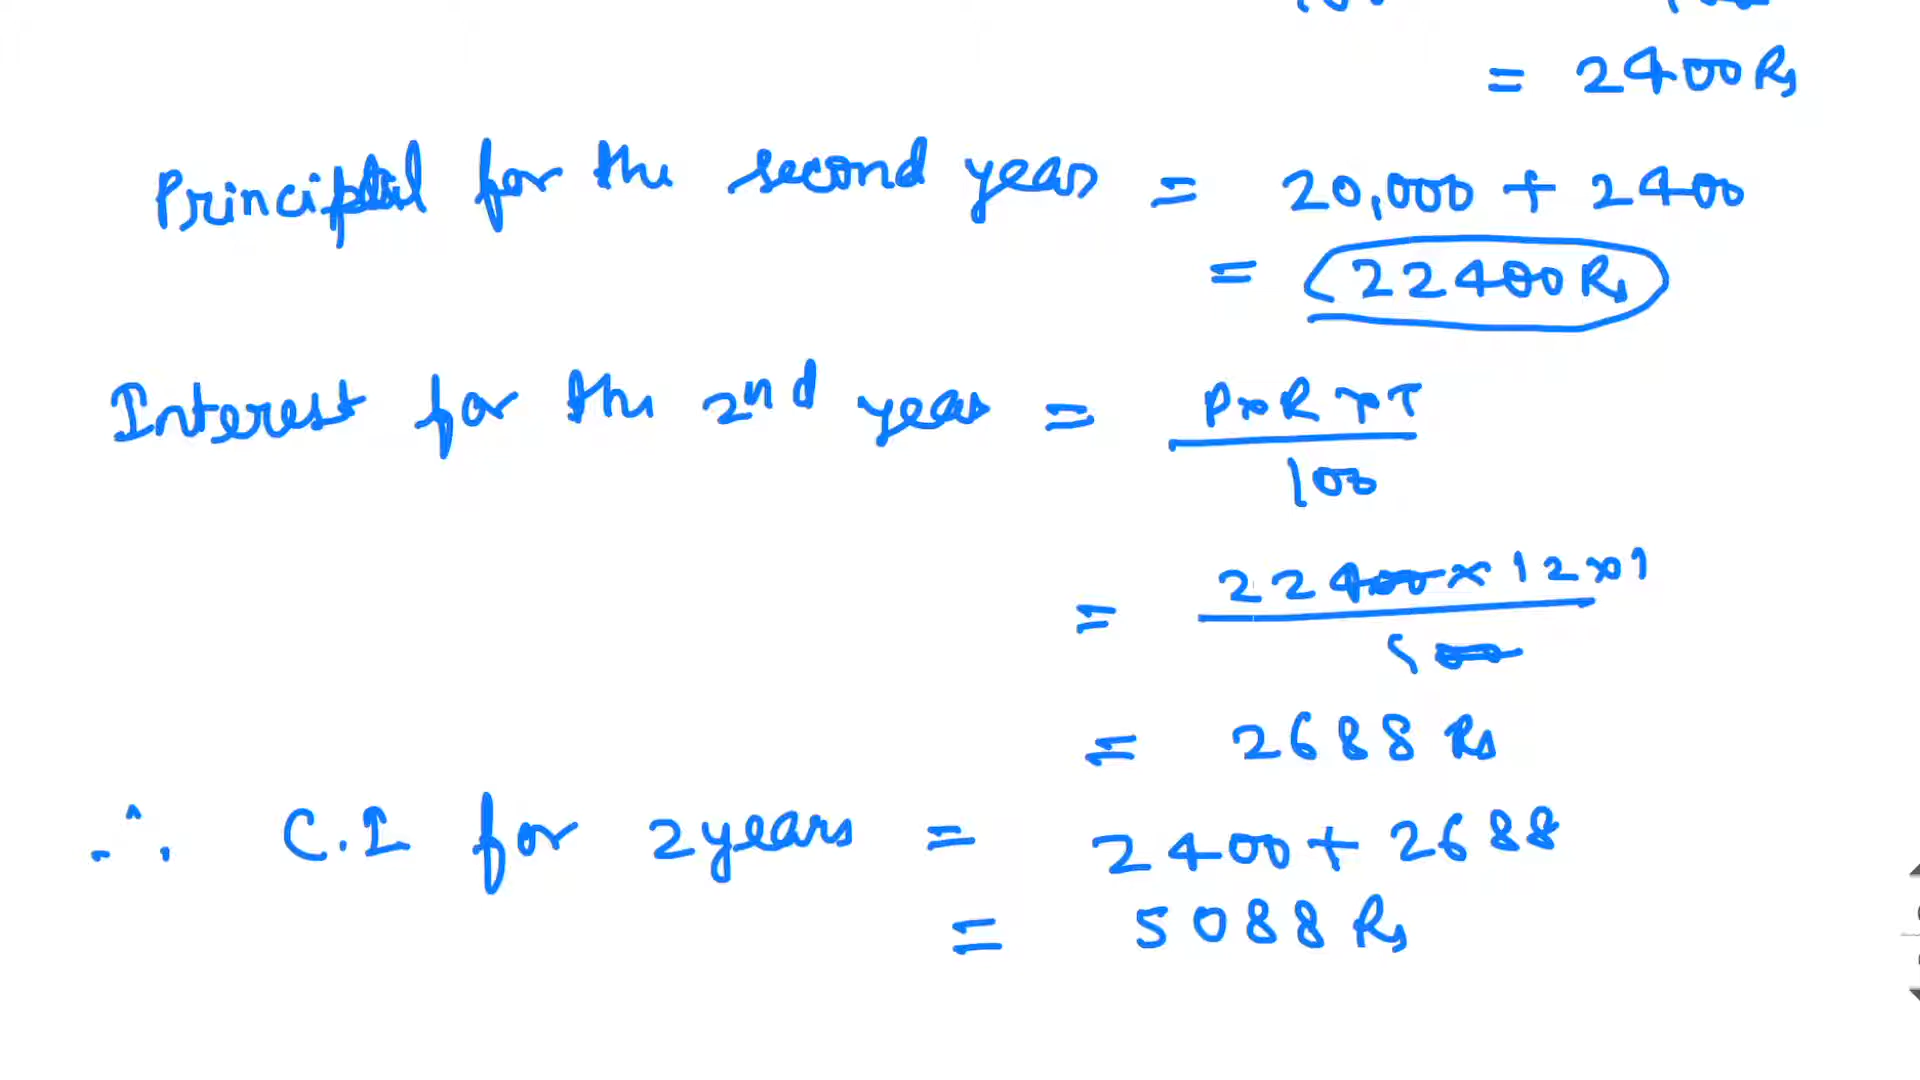 = 2400 Rs
Principal for the second year = 20,000 + 2400
= 22400 Rs
Interest for the 2nd year = P×R×T
100
= 22400×12×1
100
= 2688 Rs
∴ C.I for 2years = 2400 + 2688
= 5088 Rs